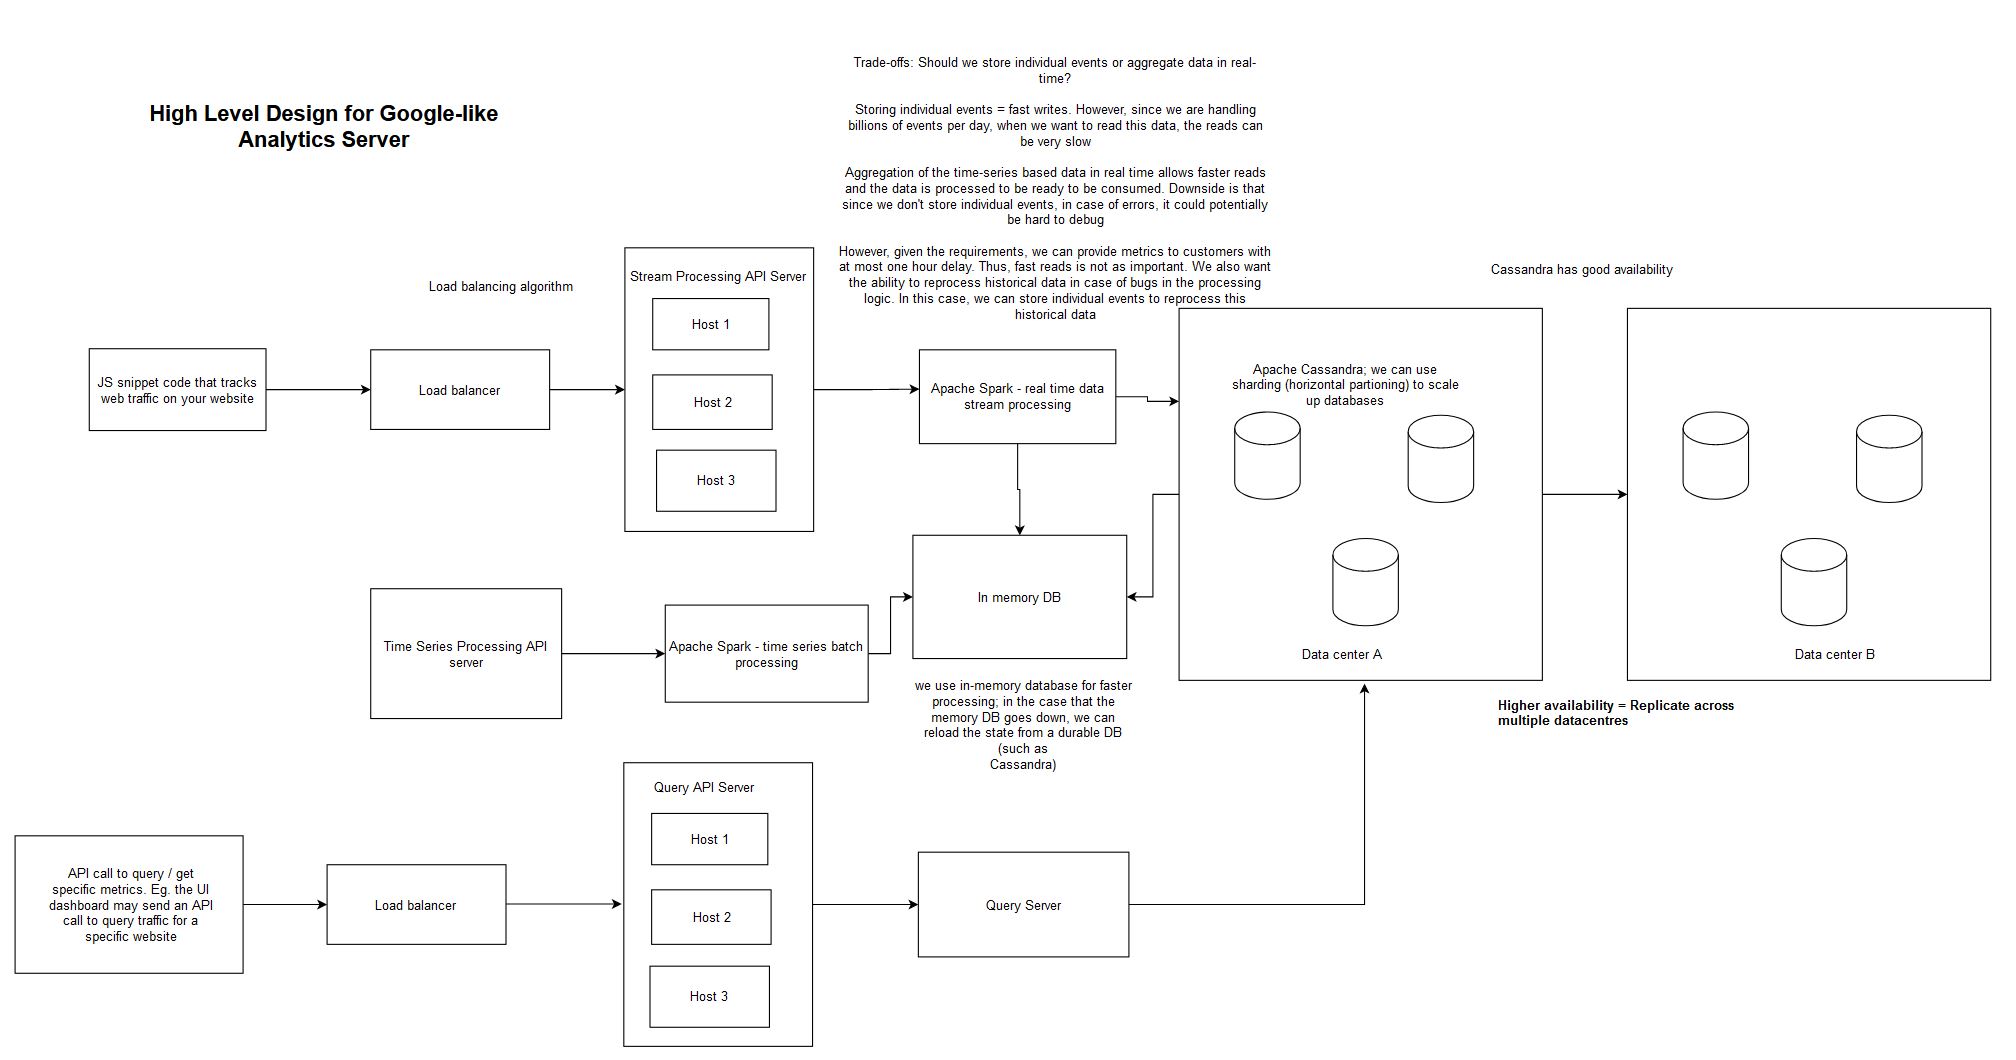 High Level Design for Google-like
Analytics Server
Trade-offs: Should we store individual events or aggregate data in real-
time?
Storing individual events = fast writes. However, since we are handling
billions of events per day, when we want to read this data, the reads can
be very slow
Aggregation of the time-series based data in real time allows faster reads
and the data is processed to be ready to be consumed. Downside is that
since we don't store individual events, in case of errors, it could potentially
be hard to debug
However, given the requirements, we can provide metrics to customers with
at most one hour delay. Thus, fast reads is not as important. We also want
the ability to reprocess historical data in case of bugs in the processing
logic. In this case, we can store individual events to reprocess this
historical data
Load balancing algorithm
Cassandra has good availability
JS snippet code that tracks
web traffic on your website
Load balancer
Stream Processing API Server
Host 1
Host 2
Host 3
Apache Spark - real time data
stream processing
Apache Cassandra; we can use
sharding (horizontal partioning) to scale
up databases
Data center A
Data center B
Higher availability = Replicate across
multiple datacentres
Time Series Processing API
server
Apache Spark - time series batch
processing
In memory DB
we use in-memory database for faster
processing; in the case that the
memory DB goes down, we can
reload the state from a durable DB
(such as
Cassandra)
API call to query / get
specific metrics. Eg. the UI
dashboard may send an API
call to query traffic for a
specific website
Load balancer
Query API Server
Host 1
Host 2
Host 3
Query Server